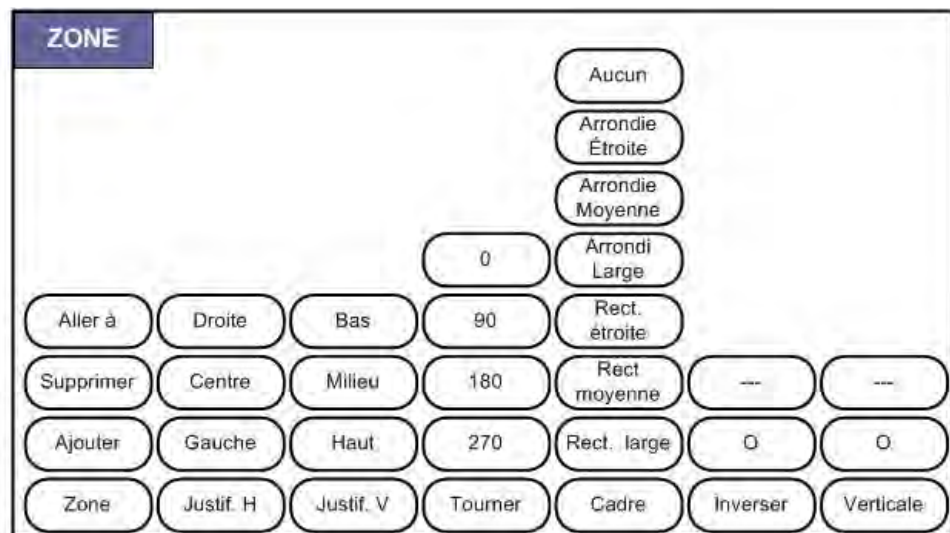 ZONE
Aucun
Arrondie
Étroite
Arrondie
Moyenne
0
Arrondi
Large
Aller à
Droite
Bas
90
Rect.
étroite
Supprimer
Centre
Milieu
180
Rect
moyenne
---
---
Ajouter
Gauche
Haut
270
Rect. large
O
O
Zone
Justif. H
Justif. V
Tourner
Cadre
Inverser
Verticale